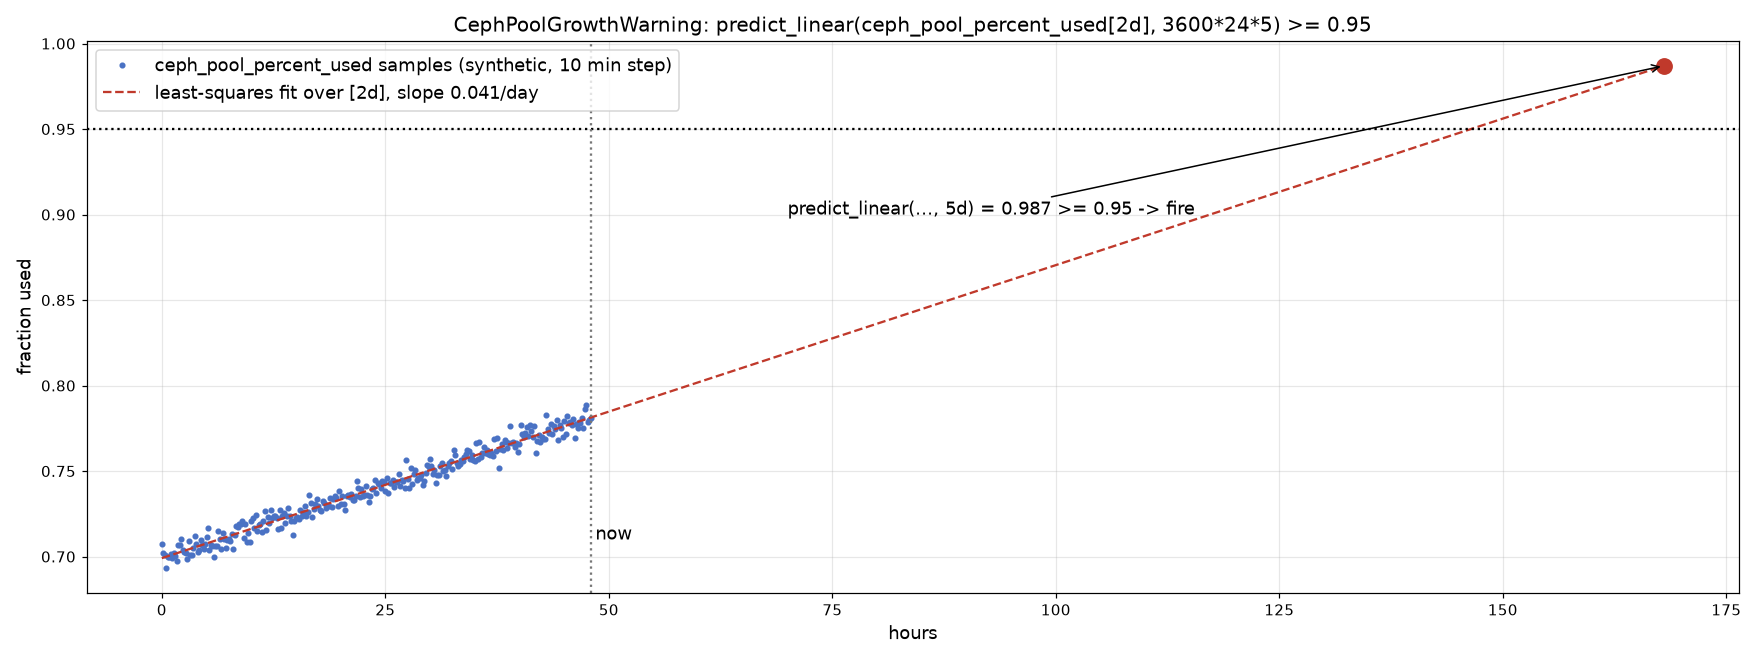 CephPoolGrowthWarning: predict_linear(ceph_pool_percent_used[2d], 3600*24*5) >= 0.95
ceph_pool_percent_used samples (synthetic, 10 min step)
least-squares fit over [2d], slope 0.041/day
predict_linear(..., 5d) = 0.987 >= 0.95 -> fire
now
fraction used
1.00
0.95
0.90
0.85
0.80
0.75
0.70
0
25
50
75
100
125
150
175
hours